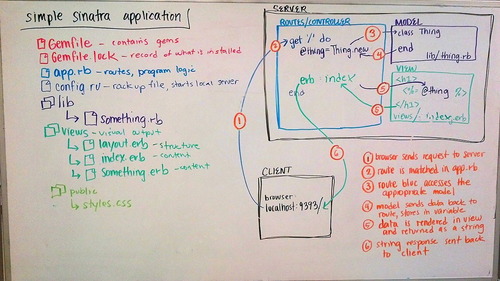 simple sinatra application
Gemfile - contains gems
Gemfile.lock - record of what is installed
app.rb - routes, program logic
config.ru - rackup file, starts local server
lib
Something.rb
views - visual output
layout.erb - structure
index.erb - content
Something.erb - content
public
styles.css
SERVER
ROUTES/CONTROLLER
get '/' do
@thing = Thing.new
erb :index
end
MODEL
class Thing
end
lib/thing.rb
VIEW
<h1>
<%= @thing %>
</h1>
views/index.erb
CLIENT
browser
localhost:9393/
1
2
3
4
5
5
6
1 browser sends request to server
2 route is matched in app.rb
3 route bloc accesses the
appropriate model
4 model sends data back to
route, stores in variable
5 data is rendered in view
and returned as a string
6 string response sent back
to client